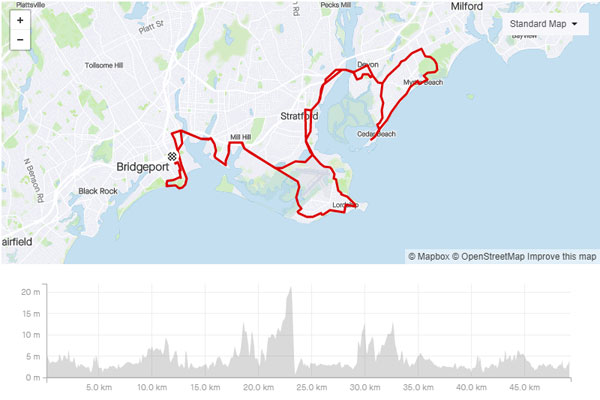 Plattsville
Pecks Mill
Milford
+
−
Standard Map
Platt St
Bayview
Tollsome Hill
Devon
Myrtle Beach
Stratford
Cedar Beach
Mill Hill
N Benson Rd
Bridgeport
Black Rock
Lordship
airfield
© Mapbox © OpenStreetMap Improve this map
20 m
15 m
10 m
5 m
0 m
5.0 km
10.0 km
15.0 km
20.0 km
25.0 km
30.0 km
35.0 km
40.0 km
45.0 km